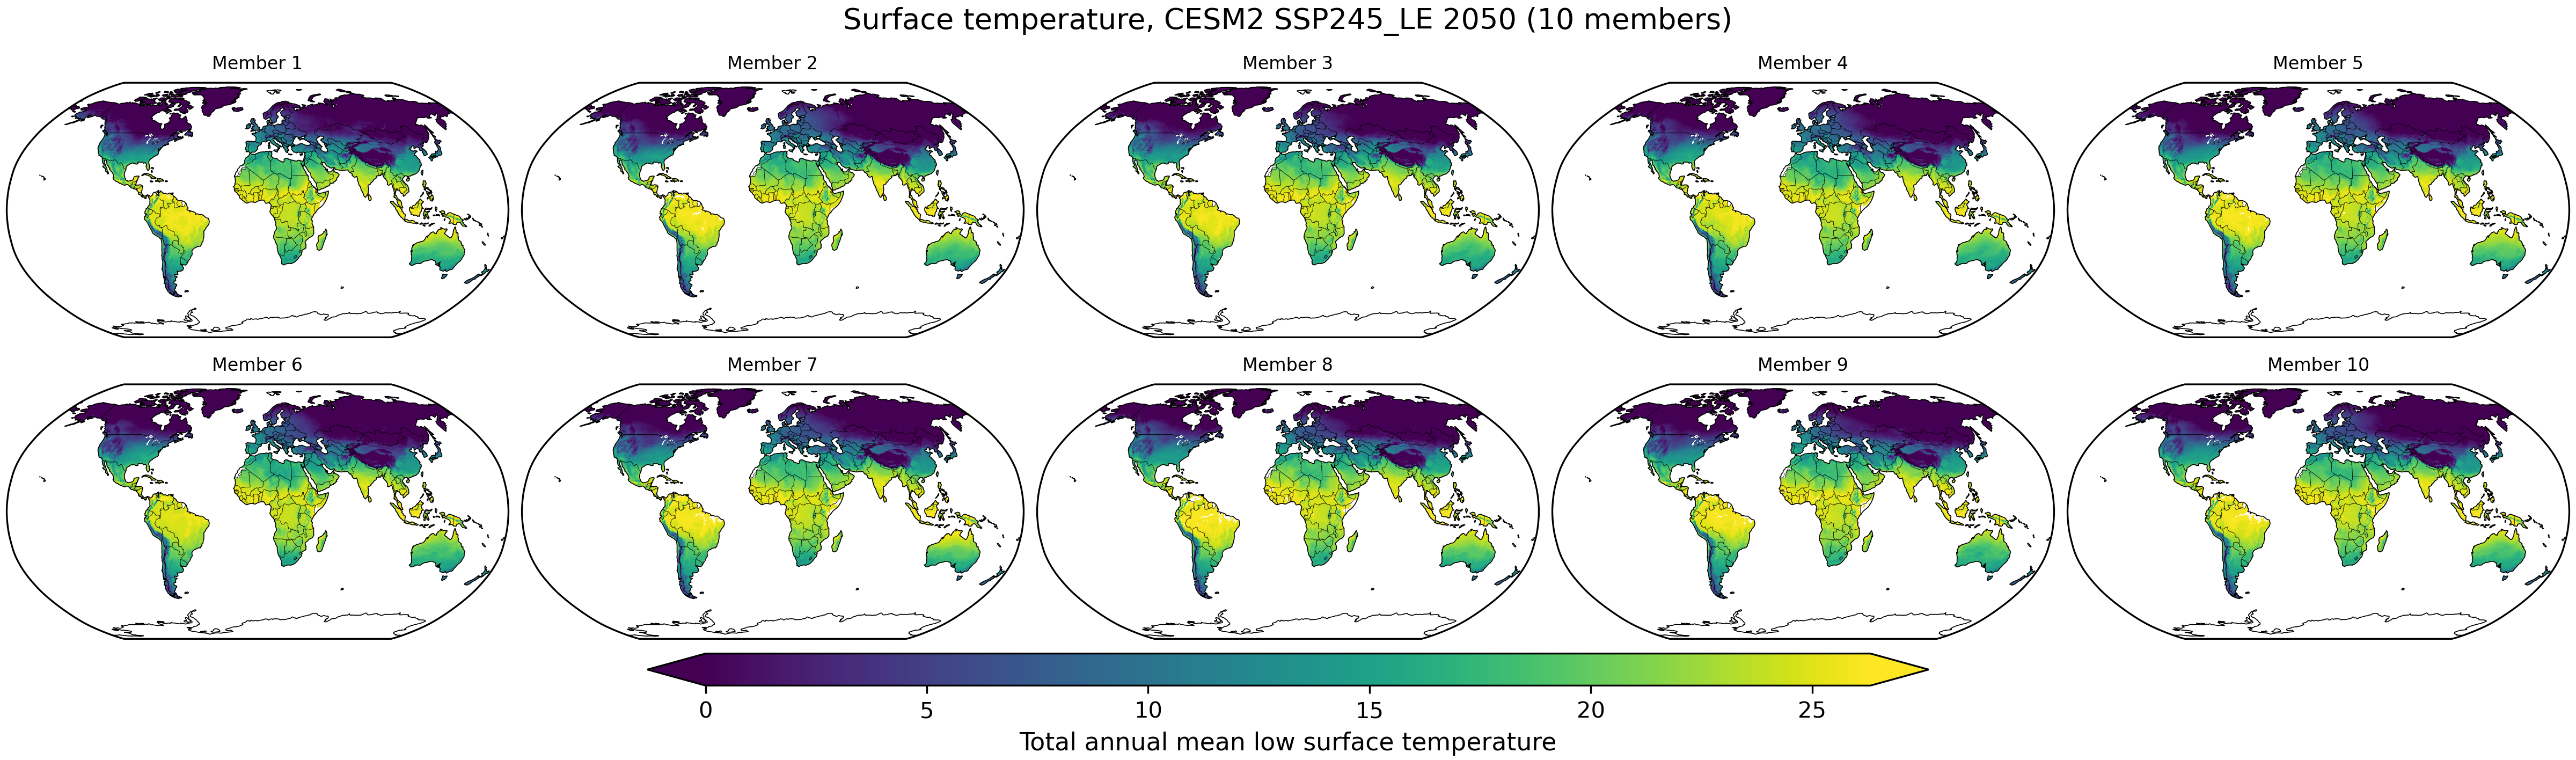 Surface temperature, CESM2 SSP245_LE 2050 (10 members)
Member 1
Member 2
Member 3
Member 4
Member 5
Member 6
Member 7
Member 8
Member 9
Member 10
0 5 10 15 20 25
Total annual mean low surface temperature